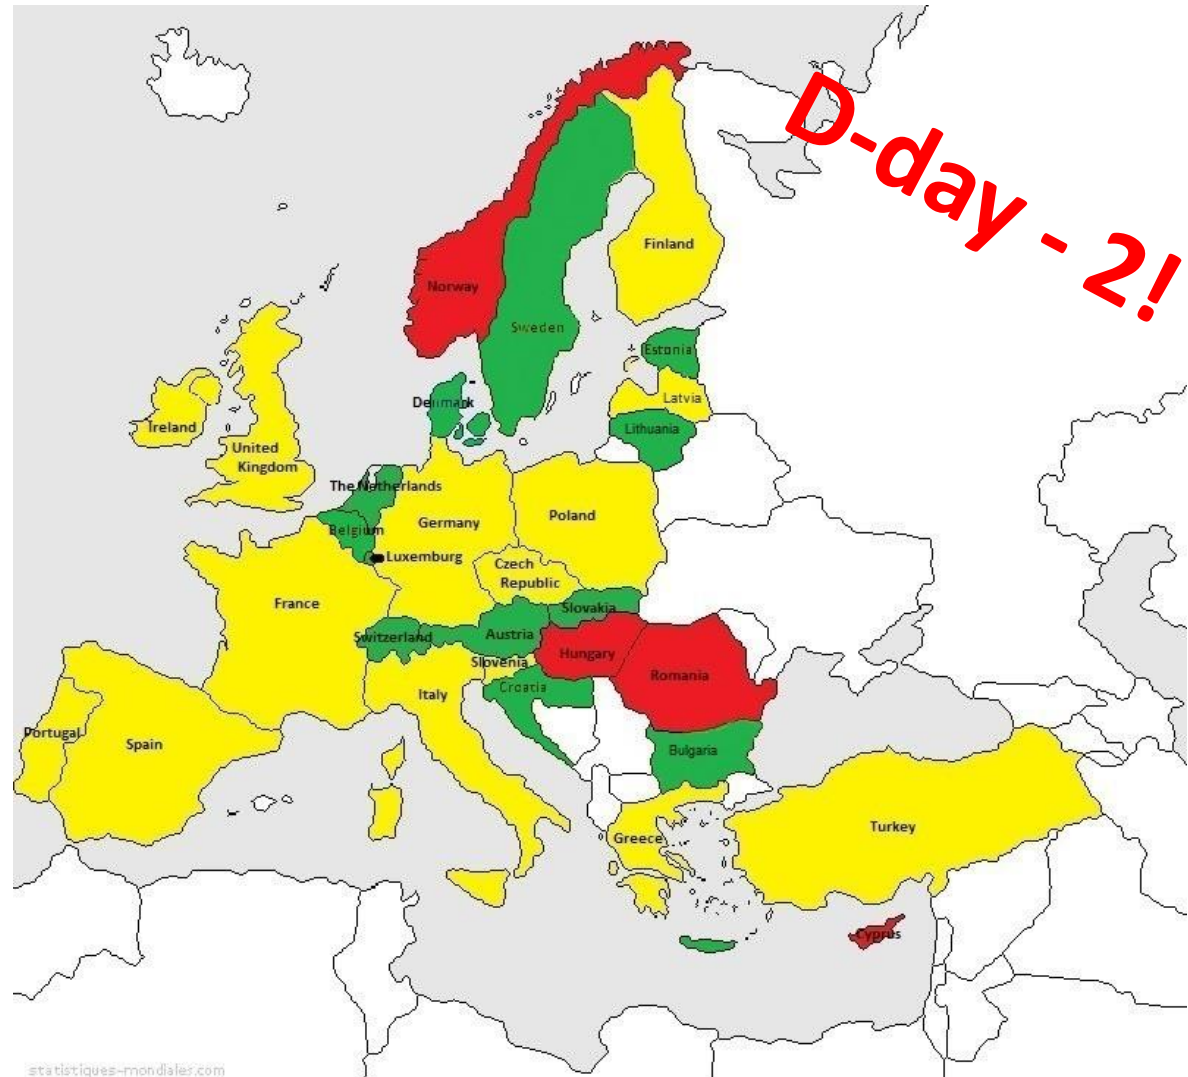 D-day - 2!
Finland
Norway
Sweden
Estonia
Latvia
Denmark
Lithuania
Ireland
United
Kingdom
The Netherlands
Germany
Poland
Belgium
Luxemburg
Czech
Republic
France
Slovakia
Switzerland
Austria
Hungary
Slovenia
Romania
Croatia
Italy
Portugal
Spain
Bulgaria
Turkey
Greece
Cyprus
statistiques-mondiales.com